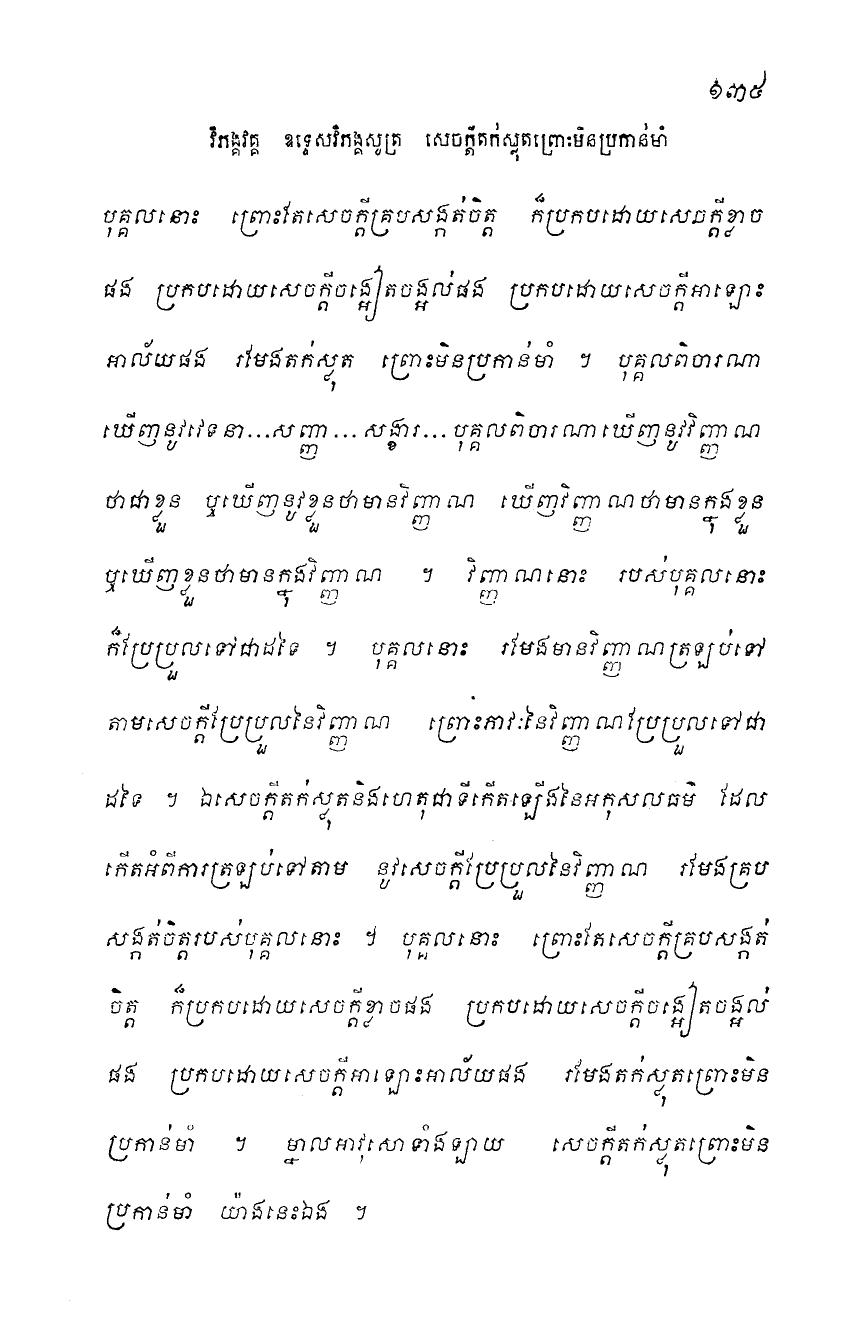 ១៣៥
វិភង្គវគ្គ ឧទ្ទេសវិភង្គសូត្រ សេចក្តីតក់ស្លុតព្រោះមិនប្រកាន់មាំ
បុគ្គលនោះ ព្រោះតែសេចក្តីគ្របសង្កត់ចិត្ត ក៏ប្រកបដោយសេចក្តីខ្លាច
ផង ប្រកបដោយសេចក្តីចង្អៀតចង្អល់ផង ប្រកបដោយសេចក្តីអាឡោះ
អាល័យផង រមែងតក់ស្លុត ព្រោះមិនប្រកាន់មាំ ។ បុគ្គលពិចារណា
ឃើញនូវវេទនា...សញ្ញា...សង្ខារ...បុគ្គលពិចារណាឃើញនូវវិញ្ញាណ
ថាជាខ្លួន ឬឃើញនូវខ្លួនថាមានវិញ្ញាណ ឃើញវិញ្ញាណថាមានក្នុងខ្លួន
ឬឃើញខ្លួនថាមានក្នុងវិញ្ញាណ ។ វិញ្ញាណនោះ របស់បុគ្គលនោះ
ក៏ប្រែប្រួលទៅជាដទៃ ។ បុគ្គលនោះ រមែងមានវិញ្ញាណត្រឡប់ទៅ
តាមសេចក្តីប្រែប្រួលនៃវិញ្ញាណ ព្រោះភាវៈនៃវិញ្ញាណប្រែប្រួលទៅជា
ដទៃ ។ ឯសេចក្តីតក់ស្លុតនិងហេតុជាទីកើតឡើងនៃអកុសលធម៌ ដែល
កើតអំពីការត្រឡប់ទៅតាម នូវសេចក្តីប្រែប្រួលនៃវិញ្ញាណ រមែងគ្រប
សង្កត់ចិត្តរបស់បុគ្គលនោះ ។ បុគ្គលនោះ ព្រោះតែសេចក្តីគ្របសង្កត់
ចិត្ត ក៏ប្រកបដោយសេចក្តីខ្លាចផង ប្រកបដោយសេចក្តីចង្អៀតចង្អល់
ផង ប្រកបដោយសេចក្តីអាឡោះអាល័យផង រមែងតក់ស្លុតព្រោះមិន
ប្រកាន់មាំ ។ ម្នាលអាវុសោទាំងឡាយ សេចក្តីតក់ស្លុតព្រោះមិន
ប្រកាន់មាំ យ៉ាងនេះឯង ។